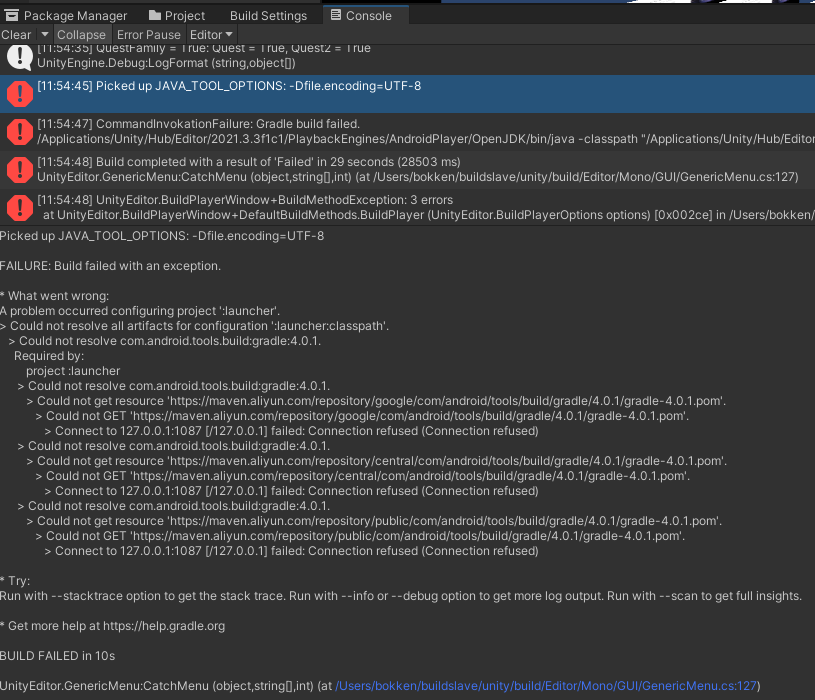 Package Manager Project Build Settings Console
Clear Collapse Error Pause Editor
[11:54:35] QuestFamily = True: Quest = True, Quest2 = True
UnityEngine.Debug:LogFormat (string,object[])
[11:54:45] Picked up JAVA_TOOL_OPTIONS: -Dfile.encoding=UTF-8
[11:54:47] CommandInvokationFailure: Gradle build failed.
/Applications/Unity/Hub/Editor/2021.3.3f1c1/PlaybackEngines/AndroidPlayer/OpenJDK/bin/java -classpath "/Applications/Unity/Hub/Editor
[11:54:48] Build completed with a result of 'Failed' in 29 seconds (28503 ms)
UnityEditor.GenericMenu:CatchMenu (object,string[],int) (at /Users/bokken/buildslave/unity/build/Editor/Mono/GUI/GenericMenu.cs:127)
[11:54:48] UnityEditor.BuildPlayerWindow+BuildMethodException: 3 errors
at UnityEditor.BuildPlayerWindow+DefaultBuildMethods.BuildPlayer (UnityEditor.BuildPlayerOptions options) [0x002ce] in /Users/bokken/
Picked up JAVA_TOOL_OPTIONS: -Dfile.encoding=UTF-8
FAILURE: Build failed with an exception.
* What went wrong:
A problem occurred configuring project ':launcher'.
> Could not resolve all artifacts for configuration ':launcher:classpath'.
> Could not resolve com.android.tools.build:gradle:4.0.1.
Required by:
project :launcher
> Could not resolve com.android.tools.build:gradle:4.0.1.
> Could not get resource 'https://maven.aliyun.com/repository/google/com/android/tools/build/gradle/4.0.1/gradle-4.0.1.pom'.
> Could not GET 'https://maven.aliyun.com/repository/google/com/android/tools/build/gradle/4.0.1/gradle-4.0.1.pom'.
> Connect to 127.0.0.1:1087 [/127.0.0.1] failed: Connection refused (Connection refused)
> Could not resolve com.android.tools.build:gradle:4.0.1.
> Could not get resource 'https://maven.aliyun.com/repository/central/com/android/tools/build/gradle/4.0.1/gradle-4.0.1.pom'.
> Could not GET 'https://maven.aliyun.com/repository/central/com/android/tools/build/gradle/4.0.1/gradle-4.0.1.pom'.
> Connect to 127.0.0.1:1087 [/127.0.0.1] failed: Connection refused (Connection refused)
> Could not resolve com.android.tools.build:gradle:4.0.1.
> Could not get resource 'https://maven.aliyun.com/repository/public/com/android/tools/build/gradle/4.0.1/gradle-4.0.1.pom'.
> Could not GET 'https://maven.aliyun.com/repository/public/com/android/tools/build/gradle/4.0.1/gradle-4.0.1.pom'.
> Connect to 127.0.0.1:1087 [/127.0.0.1] failed: Connection refused (Connection refused)
* Try:
Run with --stacktrace option to get the stack trace. Run with --info or --debug option to get more log output. Run with --scan to get full insights.
* Get more help at https://help.gradle.org
BUILD FAILED in 10s
UnityEditor.GenericMenu:CatchMenu (object,string[],int) (at /Users/bokken/buildslave/unity/build/Editor/Mono/GUI/GenericMenu.cs:127)